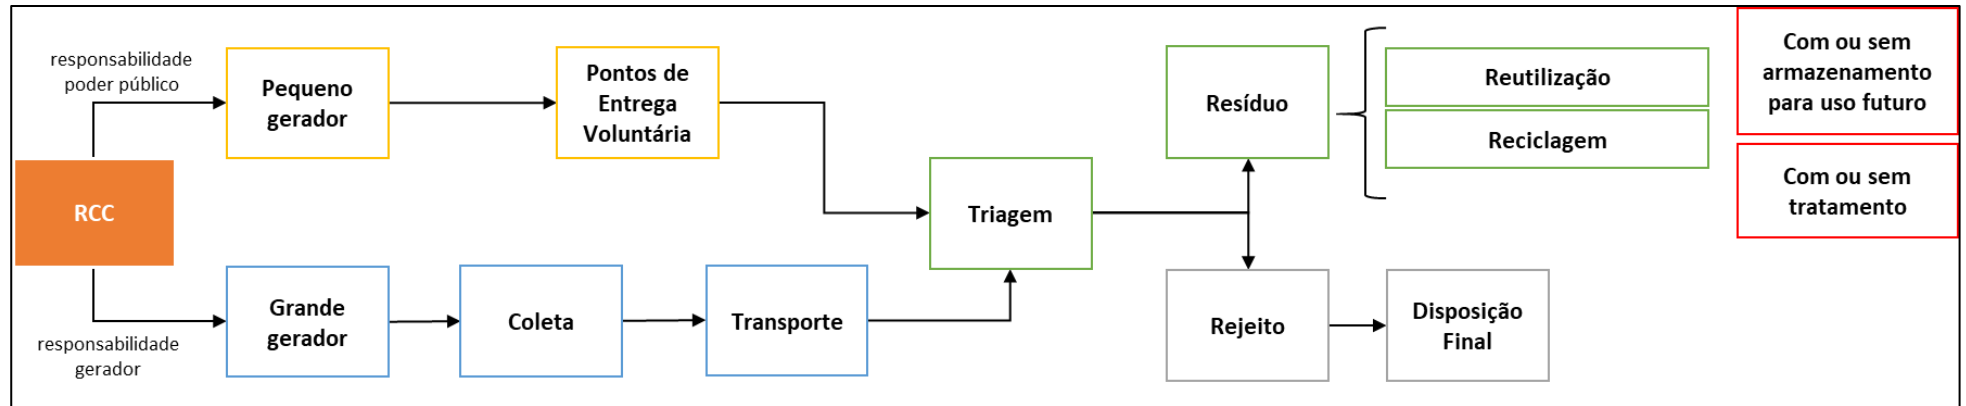 responsabilidade
poder público
Pequeno
gerador
Pontos de
Entrega
Voluntária
RCC
responsabilidade
gerador
Grande
gerador
Coleta
Transporte
Triagem
Resíduo
Reutilização
Reciclagem
Rejeito
Disposição
Final
Com ou sem
armazenamento
para uso futuro
Com ou sem
tratamento